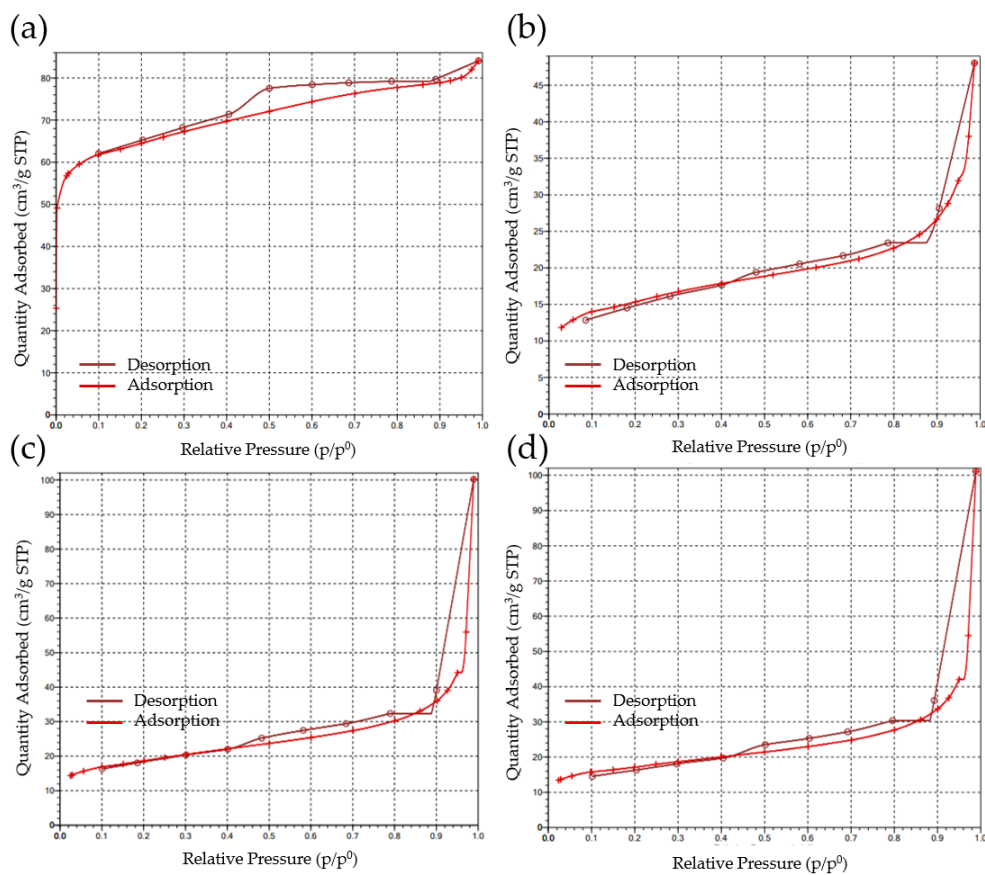 (a)
Quantity Adsorbed (cm³/g STP)
80
70
60
50
40
30
20
10
0
Desorption
Adsorption
0.0 0.1 0.2 0.3 0.4 0.5 0.6 0.7 0.8 0.9 1.0
Relative Pressure (p/p⁰)
(b)
Quantity Adsorbed (cm³/g STP)
45
40
35
30
25
20
15
10
5
0
Desorption
Adsorption
0.0 0.1 0.2 0.3 0.4 0.5 0.6 0.7 0.8 0.9 1.0
Relative Pressure (p/p⁰)
(c)
Quantity Adsorbed (cm³/g STP)
100
90
80
70
60
50
40
30
20
10
0
Desorption
Adsorption
0.0 0.1 0.2 0.3 0.4 0.5 0.6 0.7 0.8 0.9 1.0
Relative Pressure (p/p⁰)
(d)
Quantity Adsorbed (cm³/g STP)
100
90
80
70
60
50
40
30
20
10
0
Desorption
Adsorption
0.0 0.1 0.2 0.3 0.4 0.5 0.6 0.7 0.8 0.9 1.0
Relative Pressure (p/p⁰)